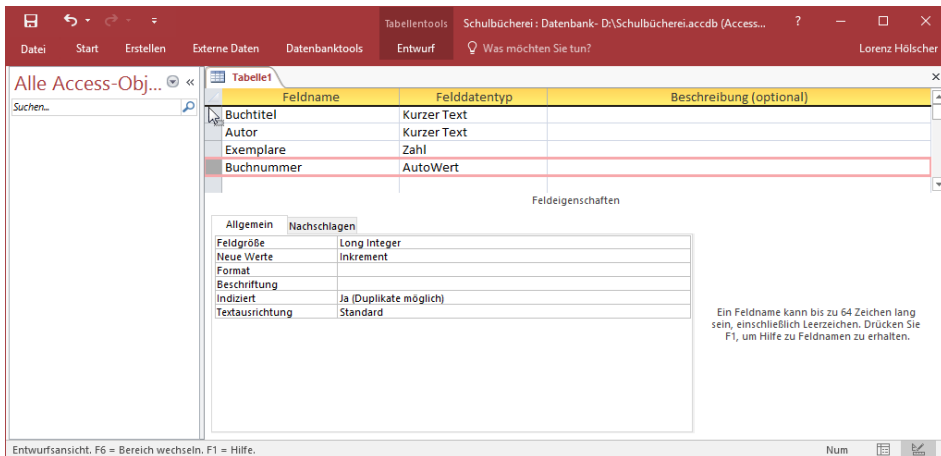 Tabellentools Schulbücherei : Datenbank- D:\Schulbücherei.accdb (Access... ?
Datei Start Erstellen Externe Daten Datenbanktools Entwurf Was möchten Sie tun? Lorenz Hölscher
Alle Access-Obj... «
Suchen...
Tabelle1
Feldname Felddatentyp Beschreibung (optional)
Buchtitel Kurzer Text
Autor Kurzer Text
Exemplare Zahl
Buchnummer AutoWert
Feldeigenschaften
Allgemein Nachschlagen
Feldgröße Long Integer
Neue Werte Inkrement
Format
Beschriftung
Indiziert Ja (Duplikate möglich)
Textausrichtung Standard
Ein Feldname kann bis zu 64 Zeichen lang
sein, einschließlich Leerzeichen. Drücken Sie
F1, um Hilfe zu Feldnamen zu erhalten.
Entwurfsansicht. F6 = Bereich wechseln. F1 = Hilfe. Num